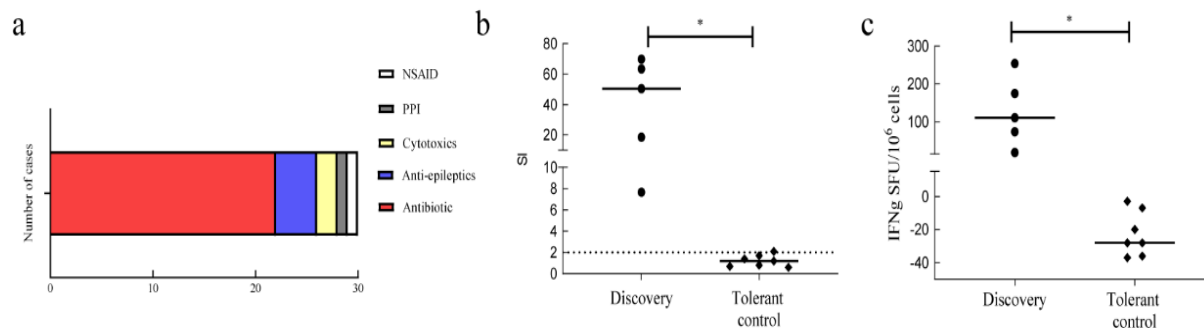 a
Number of cases
0 10 20 30
NSAID
PPI
Cytotoxics
Anti-epileptics
Antibiotic
b
*
SI
80
60
40
20
10
8
6
4
2
0
Discovery
Tolerant
control
c
*
IFNg SFU/10⁶ cells
300
200
100
0
-20
-40
Discovery
Tolerant
control